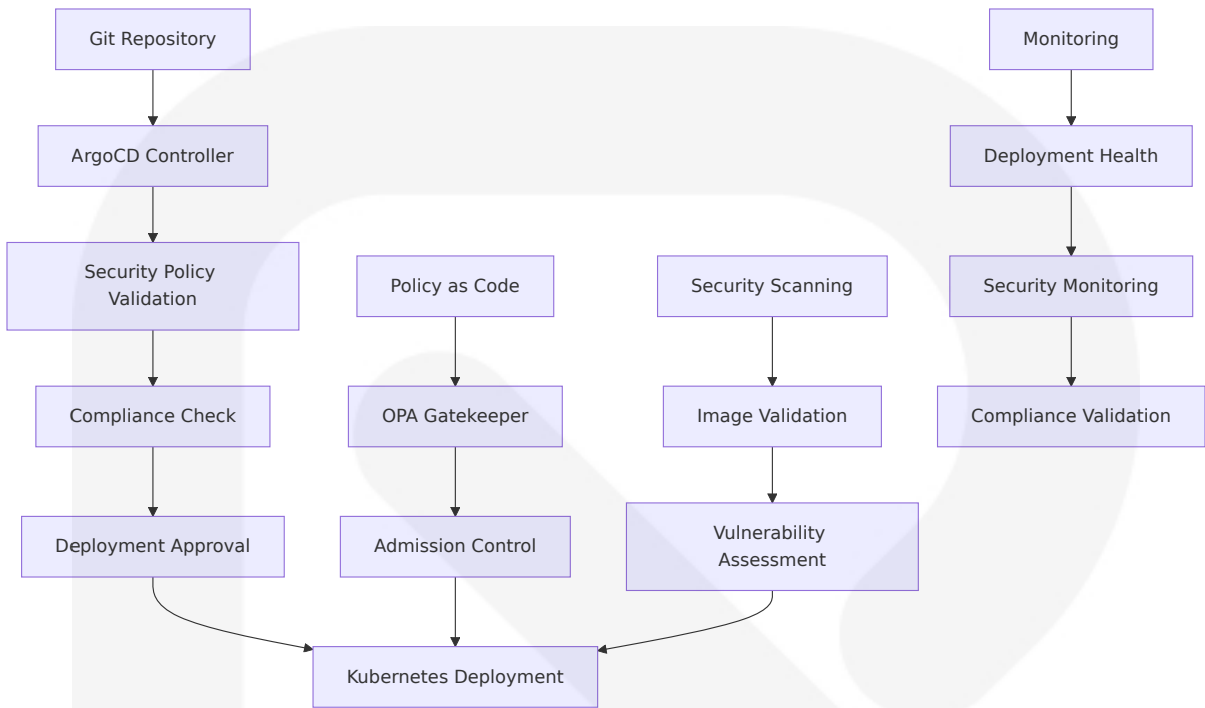 Git Repository
Monitoring
ArgoCD Controller
Deployment Health
Security Policy
Validation
Policy as Code
Security Scanning
Security Monitoring
Compliance Check
OPA Gatekeeper
Image Validation
Compliance Validation
Deployment Approval
Admission Control
Vulnerability
Assessment
Kubernetes Deployment